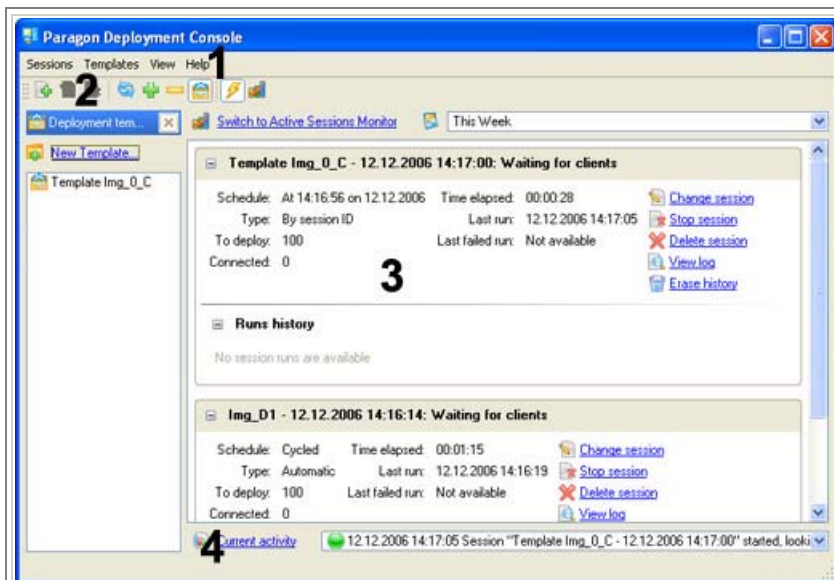 Paragon Deployment Console
Sessions Templates View Help
1
2
Deployment tem...
Switch to Active Sessions Monitor
This Week
New Template...
Template Img_0_C
Template Img_0_C - 12.12.2006 14:17:00: Waiting for clients
Schedule: At 14:16:56 on 12.12.2006 Time elapsed: 00:00:28 Change session
Type: By session ID Last run: 12.12.2006 14:17:05 Stop session
To deploy: 100 Last failed run: Not available Delete session
Connected: 0 View log
3
Erase history
Runs history
No session runs are available
Img_D1 - 12.12.2006 14:16:14: Waiting for clients
Schedule: Cycled Time elapsed: 00:01:15 Change session
Type: Automatic Last run: 12.12.2006 14:16:19 Stop session
To deploy: 100 Last failed run: Not available Delete session
Connected: 0 View log
4
Current activity
12.12.2006 14:17:05 Session "Template Img_0_C - 12.12.2006 14:17:00" started, looki